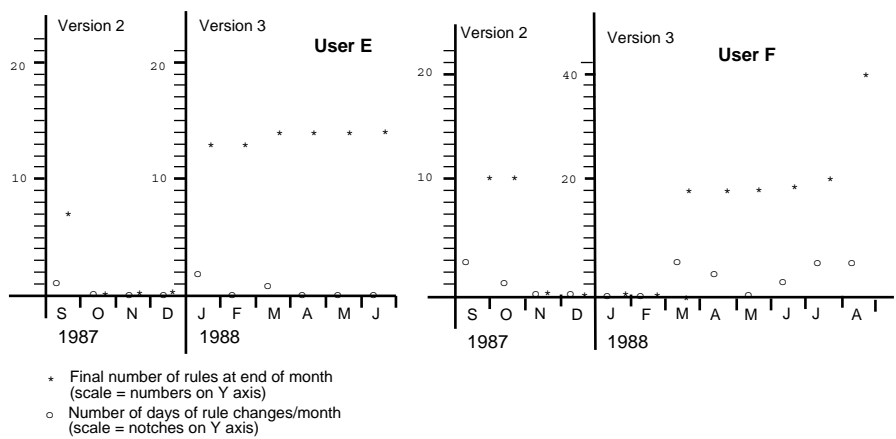 Version 2
Version 3
User E
20
20
10
10
S O N D
J F M A M J
1987
1988
Version 2
Version 3
User F
20
40
10
20
S O N D
J F M A M J J A
1987
1988
* Final number of rules at end of month
(scale = numbers on Y axis)
o Number of days of rule changes/month
(scale = notches on Y axis)